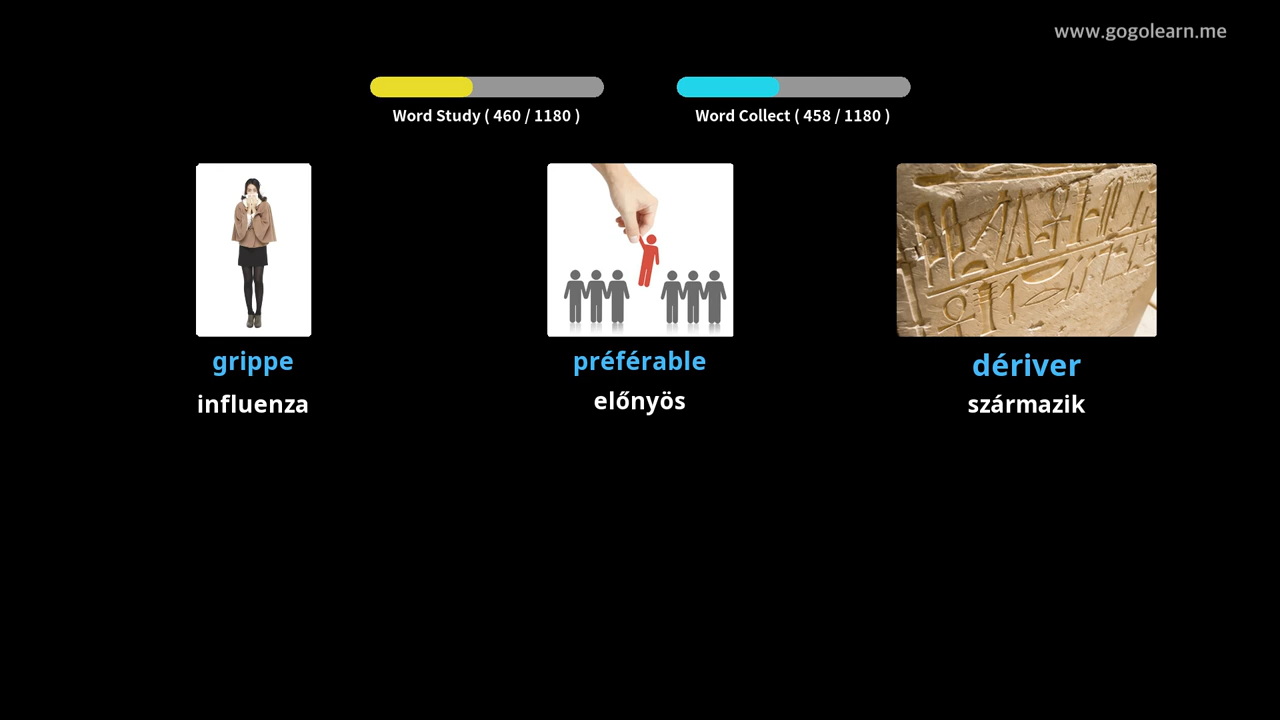 www.gogolearn.me
Word Study ( 460 / 1180 )
Word Collect ( 458 / 1180 )
grippe
influenza
préférable
előnyös
dériver
származik